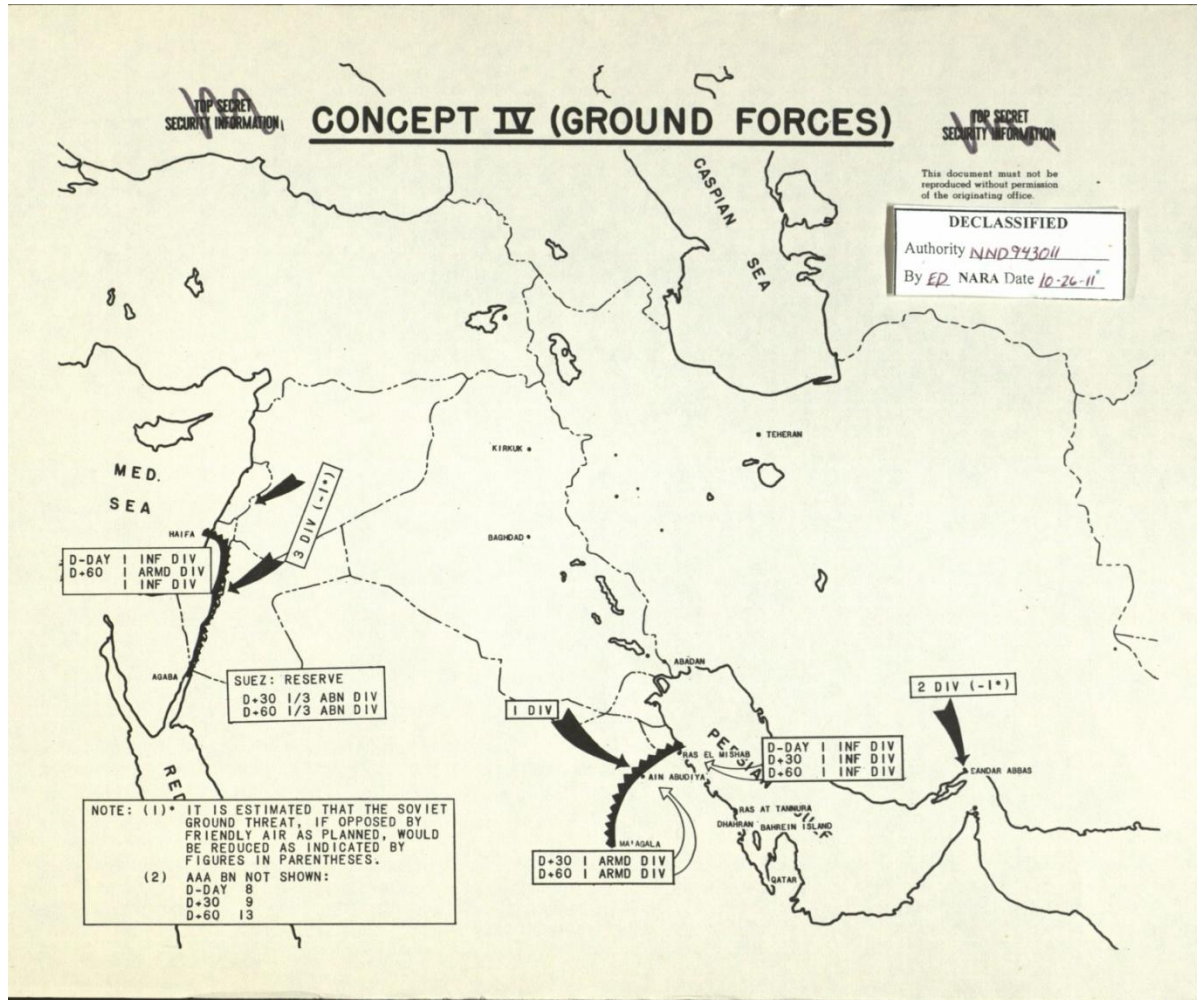 TOP SECRET
SECURITY INFORMATION
CONCEPT IV (GROUND FORCES)
TOP SECRET
SECURITY INFORMATION
This document must not be
reproduced without permission
of the originating office.
DECLASSIFIED
Authority NND943011
By ED NARA Date 10-26-11
CASPIAN
SEA
MED.
SEA
TEHERAN
KIRKUK
BAGHDAD
HAIFA
3 DIV (-1*)
D-DAY 1 INF DIV
D+60 1 ARMD DIV
1 INF DIV
AGABA
SUEZ: RESERVE
D+30 1/3 ABN DIV
D+60 1/3 ABN DIV
ABADAN
1 DIV
2 DIV (-1*)
PERSIAN
RAS EL MISHAB
D-DAY 1 INF DIV
D+30 1 INF DIV
D+60 1 INF DIV
AIN ABUDIYA
BANDAR ABBAS
RED
RAS AT TANNURA
DHAHRAN
BAHREIN ISLAND
MA'AGALA
D+30 1 ARMD DIV
D+60 1 ARMD DIV
QATAR
NOTE: (1)* IT IS ESTIMATED THAT THE SOVIET
GROUND THREAT, IF OPPOSED BY
FRIENDLY AIR AS PLANNED, WOULD
BE REDUCED AS INDICATED BY
FIGURES IN PARENTHESES.
(2) AAA BN NOT SHOWN:
D-DAY 8
D+30 9
D+60 13